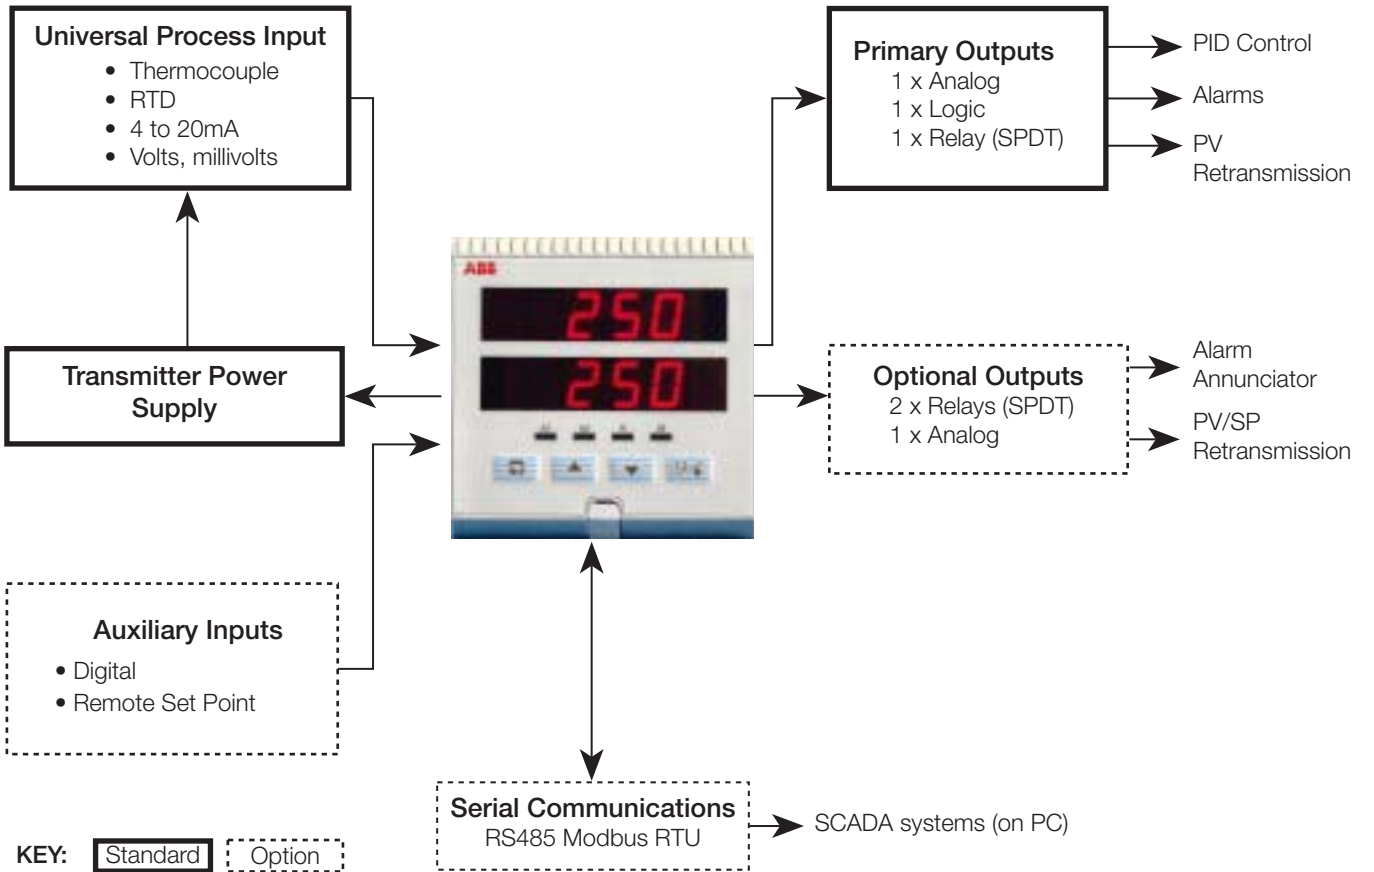 Universal Process Input
• Thermocouple
• RTD
• 4 to 20mA
• Volts, millivolts
Primary Outputs
1 x Analog
1 x Logic
1 x Relay (SPDT)
PID Control
Alarms
PV
Retransmission
ABB
250
250
Transmitter Power
Supply
Optional Outputs
2 x Relays (SPDT)
1 x Analog
Alarm
Annunciator
PV/SP
Retransmission
Auxiliary Inputs
• Digital
• Remote Set Point
Serial Communications
RS485 Modbus RTU
SCADA systems (on PC)
KEY: Standard Option